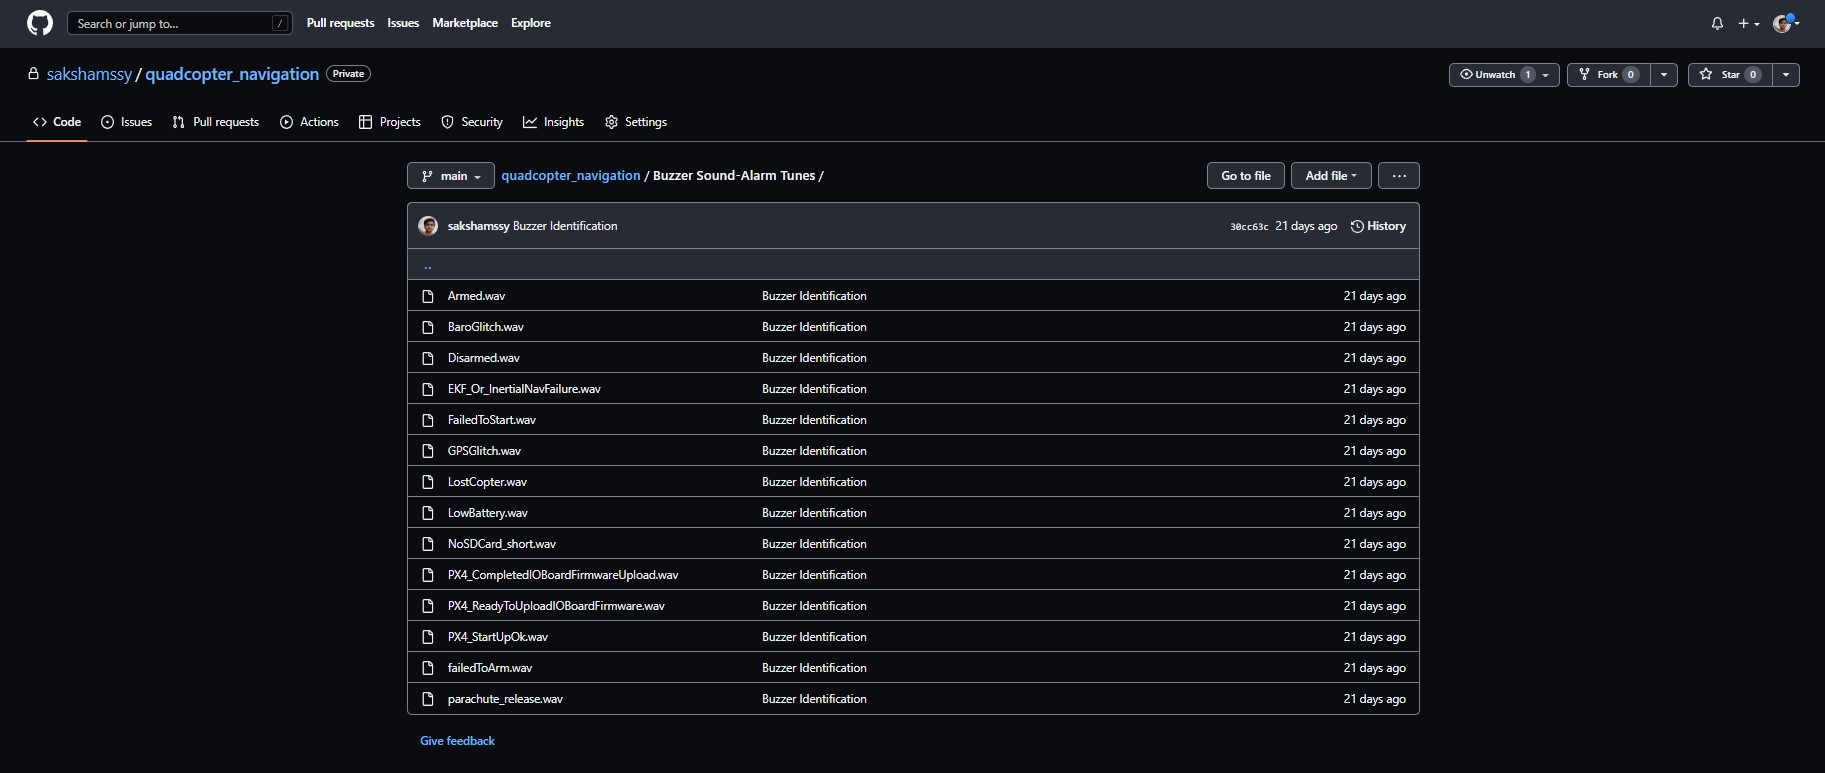 Search or jump to... / Pull requests Issues Marketplace Explore
sakshamssy / quadcopter_navigation Private Unwatch 1 Fork 0 Star 0
Code Issues Pull requests Actions Projects Security Insights Settings
main quadcopter_navigation / Buzzer Sound-Alarm Tunes / Go to file Add file ...
sakshamssy Buzzer Identification 30cc63c 21 days ago History
..
Armed.wav Buzzer Identification 21 days ago
BaroGlitch.wav Buzzer Identification 21 days ago
Disarmed.wav Buzzer Identification 21 days ago
EKF_Or_InertialNavFailure.wav Buzzer Identification 21 days ago
FailedToStart.wav Buzzer Identification 21 days ago
GPSGlitch.wav Buzzer Identification 21 days ago
LostCopter.wav Buzzer Identification 21 days ago
LowBattery.wav Buzzer Identification 21 days ago
NoSDCard_short.wav Buzzer Identification 21 days ago
PX4_CompletedIOBoardFirmwareUpload.wav Buzzer Identification 21 days ago
PX4_ReadyToUploadIOBoardFirmware.wav Buzzer Identification 21 days ago
PX4_StartUpOk.wav Buzzer Identification 21 days ago
failedToArm.wav Buzzer Identification 21 days ago
parachute_release.wav Buzzer Identification 21 days ago
Give feedback